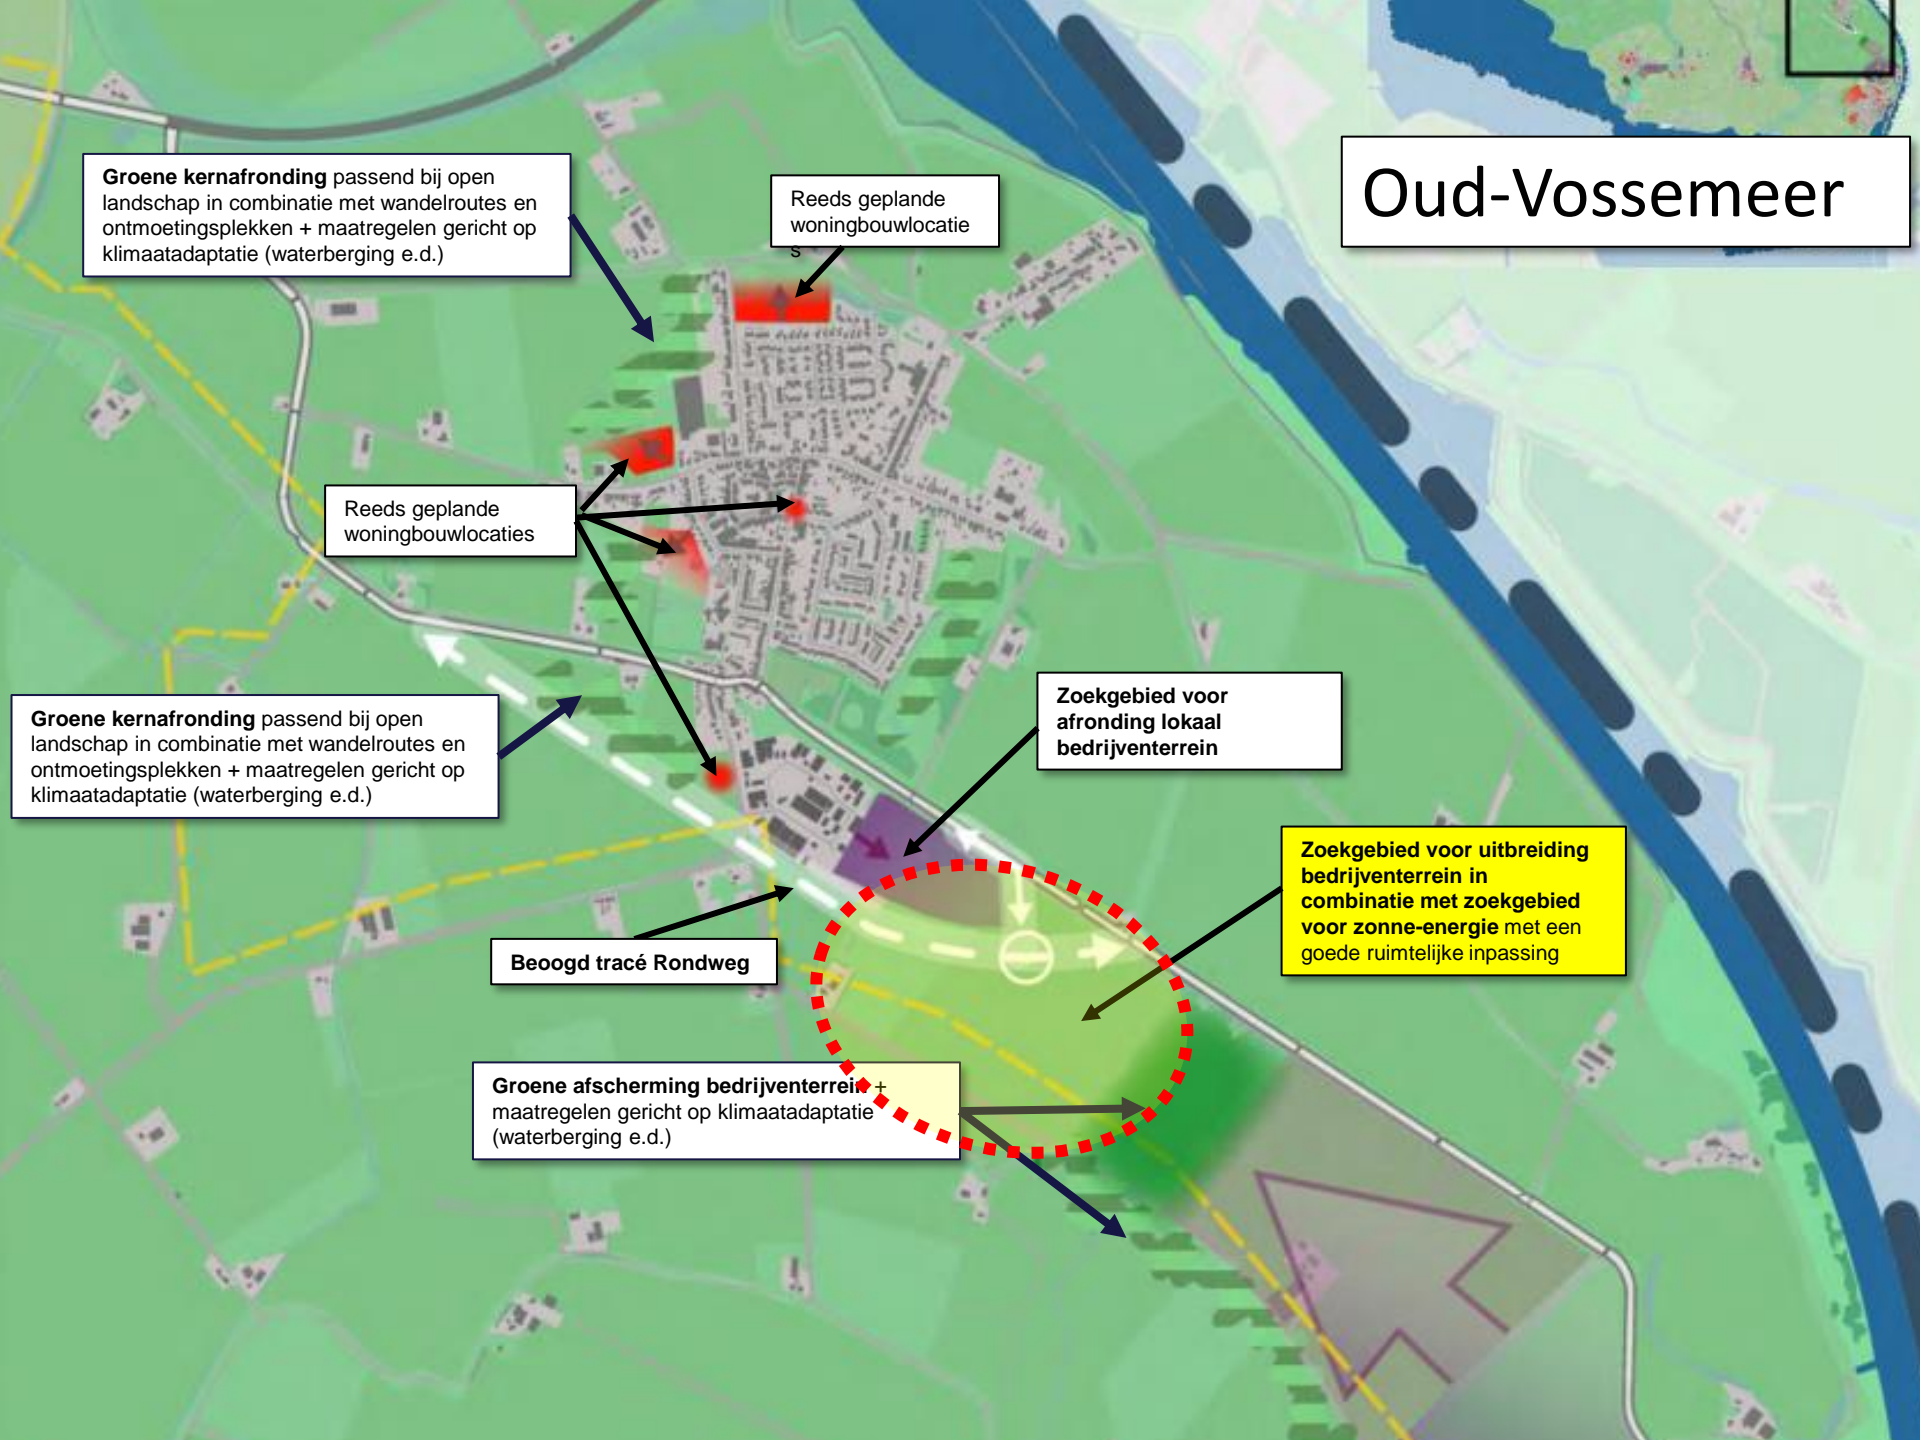 Oud-Vossemeer
Groene kernafronding passend bij open
landschap in combinatie met wandelroutes en
ontmoetingsplekken + maatregelen gericht op
klimaatadaptatie (waterberging e.d.)
Reeds geplande
woningbouwlocatie
s
Reeds geplande
woningbouwlocaties
Groene kernafronding passend bij open
landschap in combinatie met wandelroutes en
ontmoetingsplekken + maatregelen gericht op
klimaatadaptatie (waterberging e.d.)
Zoekgebied voor
afronding lokaal
bedrijventerrein
Zoekgebied voor uitbreiding
bedrijventerrein in
combinatie met zoekgebied
voor zonne-energie met een
goede ruimtelijke inpassing
Beoogd tracé Rondweg
Groene afscherming bedrijventerrein +
maatregelen gericht op klimaatadaptatie
(waterberging e.d.)